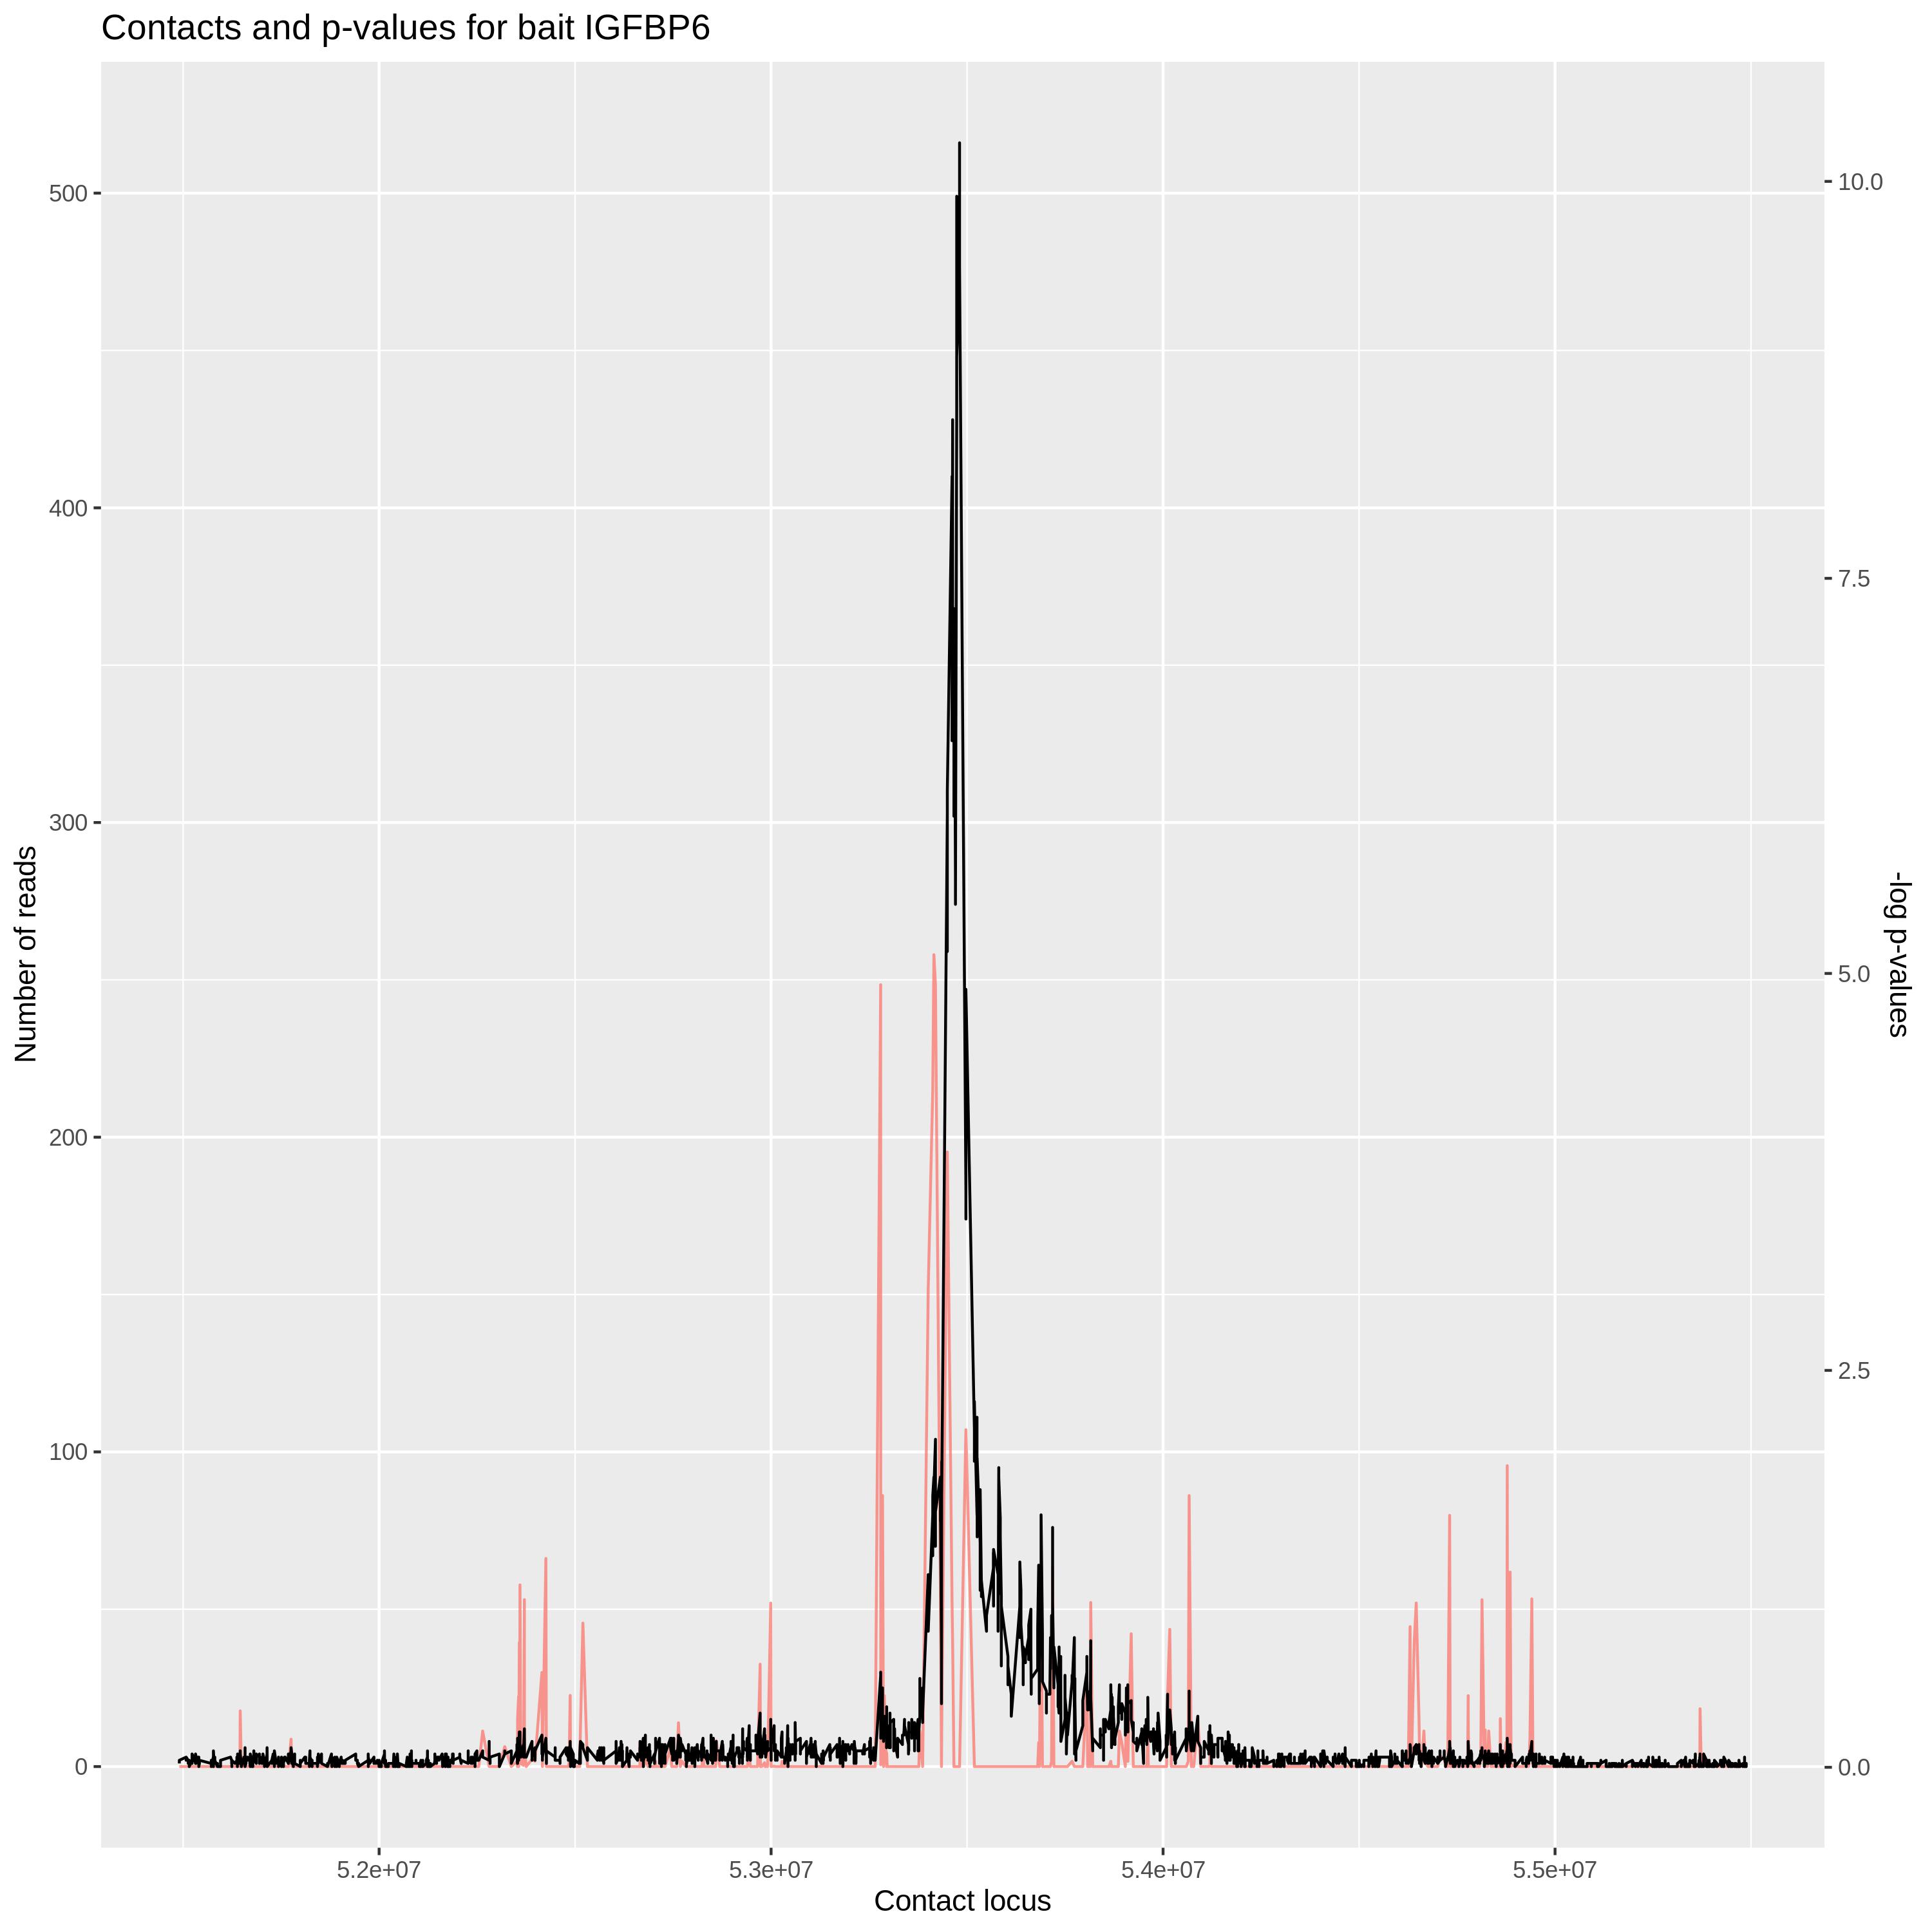 Contacts and p-values for bait IGFBP6
500
400
300
200
100
0
Number of reads
10.0
7.5
5.0
2.5
0.0
-log p-values
5.2e+07
5.3e+07
5.4e+07
5.5e+07
Contact locus